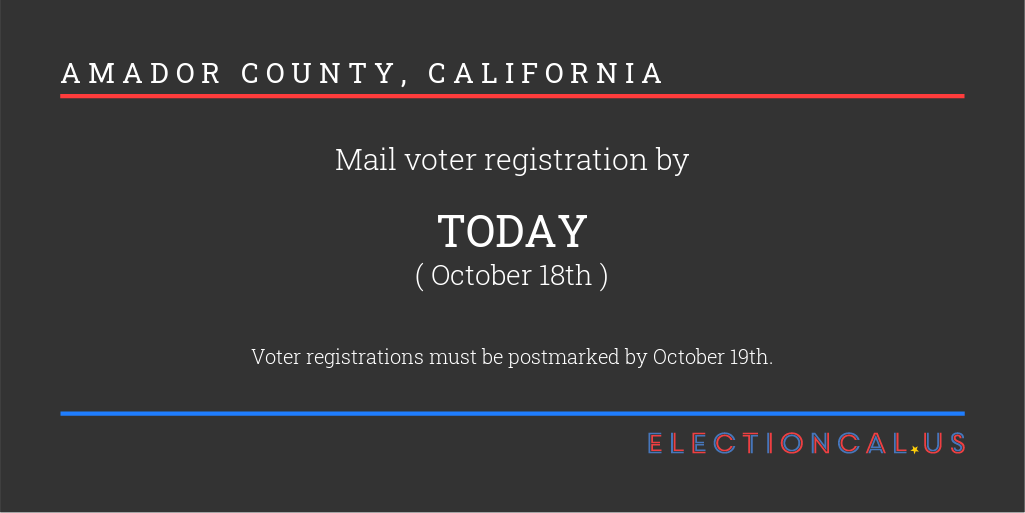 AMADOR COUNTY, CALIFORNIA
Mail voter registration by
TODAY
( October 18th )
Voter registrations must be postmarked by October 19th.
ELECTIONCAL.US